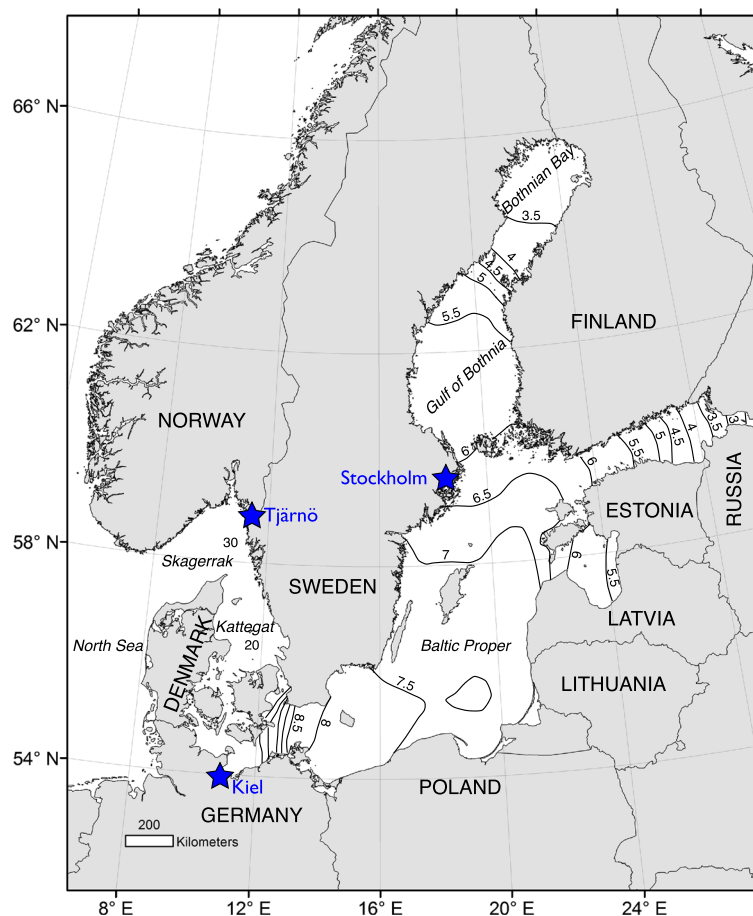 66° N
Bothnian Bay
3.5
4
4.5
5
5.5
62° N
FINLAND
Gulf of Bothnia
NORWAY
6
5.5
5
4.5
4
3.5
3
6
Stockholm
6.5
RUSSIA
Tjärnö
ESTONIA
30
58° N
7
6
5.5
Skagerrak
SWEDEN
LATVIA
Kattegat
North Sea
20
Baltic Proper
DENMARK
7.5
LITHUANIA
8.5
8
54° N
Kiel
POLAND
GERMANY
200
Kilometers
8° E
12° E
16° E
20° E
24° E